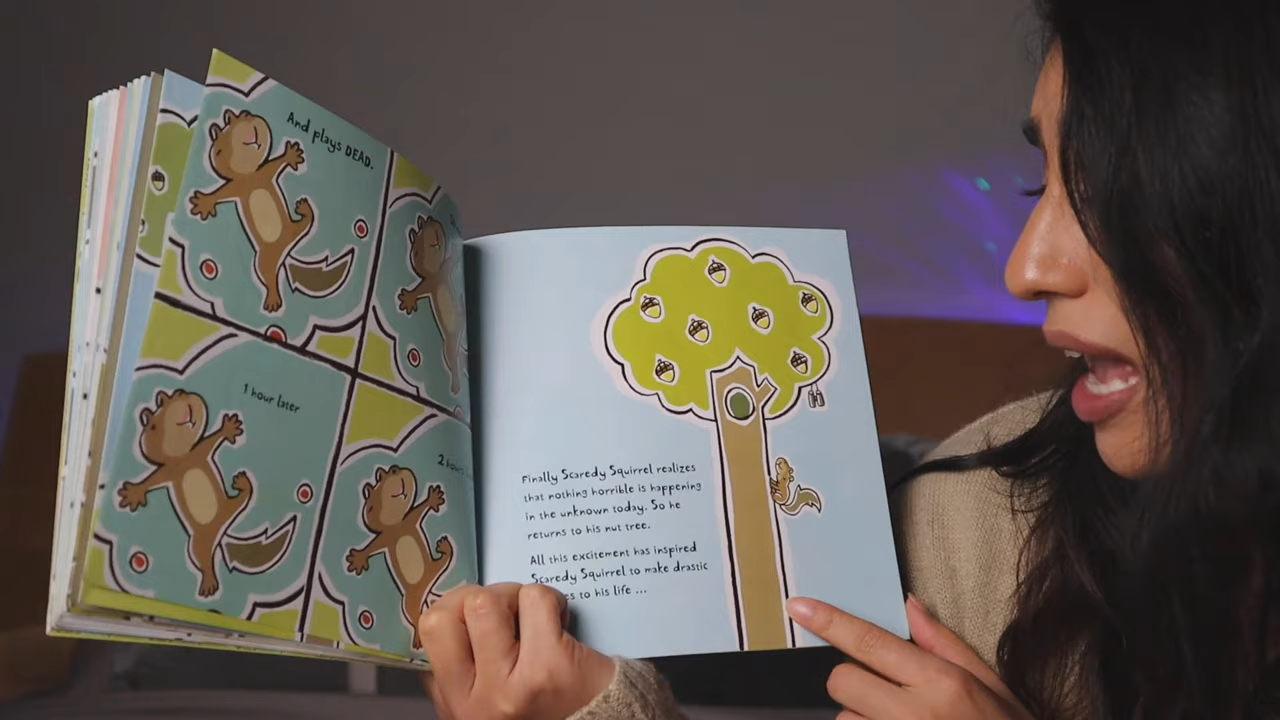 And plays DEAD.
1 hour later
2
Finally Scaredy Squirrel realizes
that nothing horrible is happening
in the unknown today. So he
returns to his nut tree.
All this excitement has inspired
Scaredy Squirrel to make drastic
to his life ...